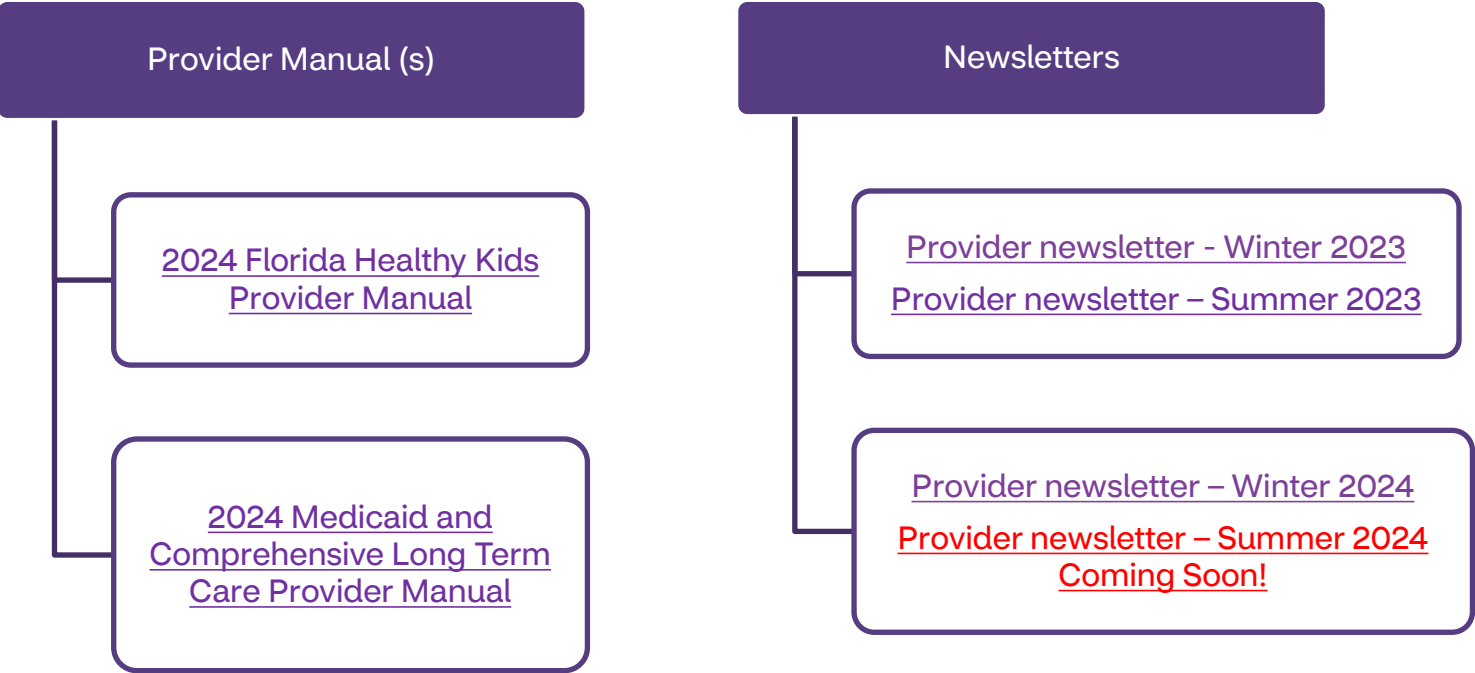 Provider Manual (s)
2024 Florida Healthy Kids
Provider Manual
2024 Medicaid and
Comprehensive Long Term
Care Provider Manual
Newsletters
Provider newsletter - Winter 2023
Provider newsletter – Summer 2023
Provider newsletter – Winter 2024
Provider newsletter – Summer 2024
Coming Soon!